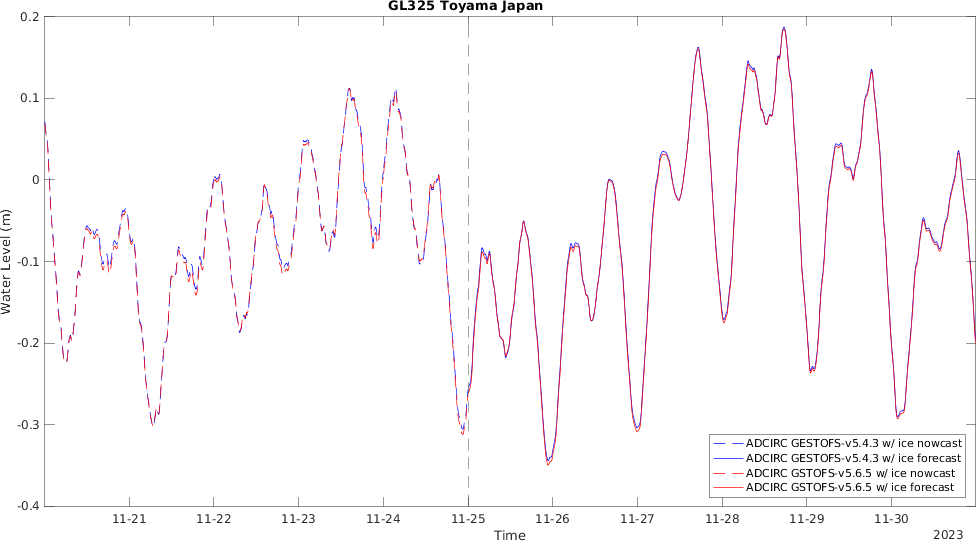 GL325 Toyama Japan
0.2
0.1
0
-0.1
-0.2
-0.3
-0.4
Water Level (m)
ADCIRC GESTOFS-v5.4.3 w/ ice nowcast
ADCIRC GESTOFS-v5.4.3 w/ ice forecast
ADCIRC GSTOFS-v5.6.5 w/ ice nowcast
ADCIRC GSTOFS-v5.6.5 w/ ice forecast
11-21 11-22 11-23 11-24 11-25 11-26 11-27 11-28 11-29 11-30
Time
2023